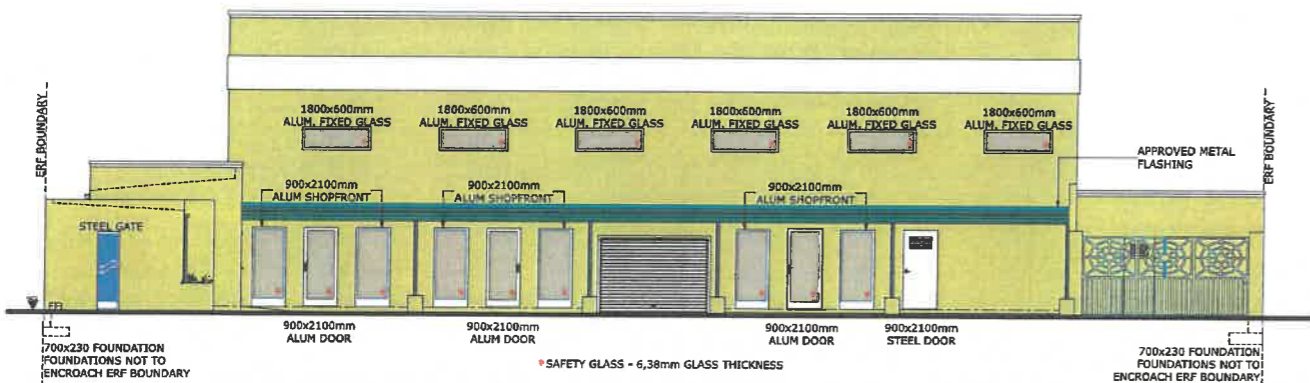 1800x600mm
ALUM. FIXED GLASS
1800x600mm
ALUM. FIXED GLASS
1800x600mm
ALUM. FIXED GLASS
1800x600mm
ALUM. FIXED GLASS
1800x600mm
ALUM. FIXED GLASS
1800x600mm
ALUM. FIXED GLASS
ERF BOUNDARY
ERF BOUNDARY
APPROVED METAL
FLASHING
900x2100mm
ALUM SHOPFRONT
900x2100mm
ALUM SHOPFRONT
900x2100mm
ALUM SHOPFRONT
STEEL GATE
900x2100mm
ALUM DOOR
900x2100mm
ALUM DOOR
900x2100mm
ALUM DOOR
900x2100mm
STEEL DOOR
700x230 FOUNDATION
FOUNDATIONS NOT TO
ENCROACH ERF BOUNDARY
*SAFETY GLASS - 6,38mm GLASS THICKNESS
700x230 FOUNDATION
FOUNDATIONS NOT TO
ENCROACH ERF BOUNDARY